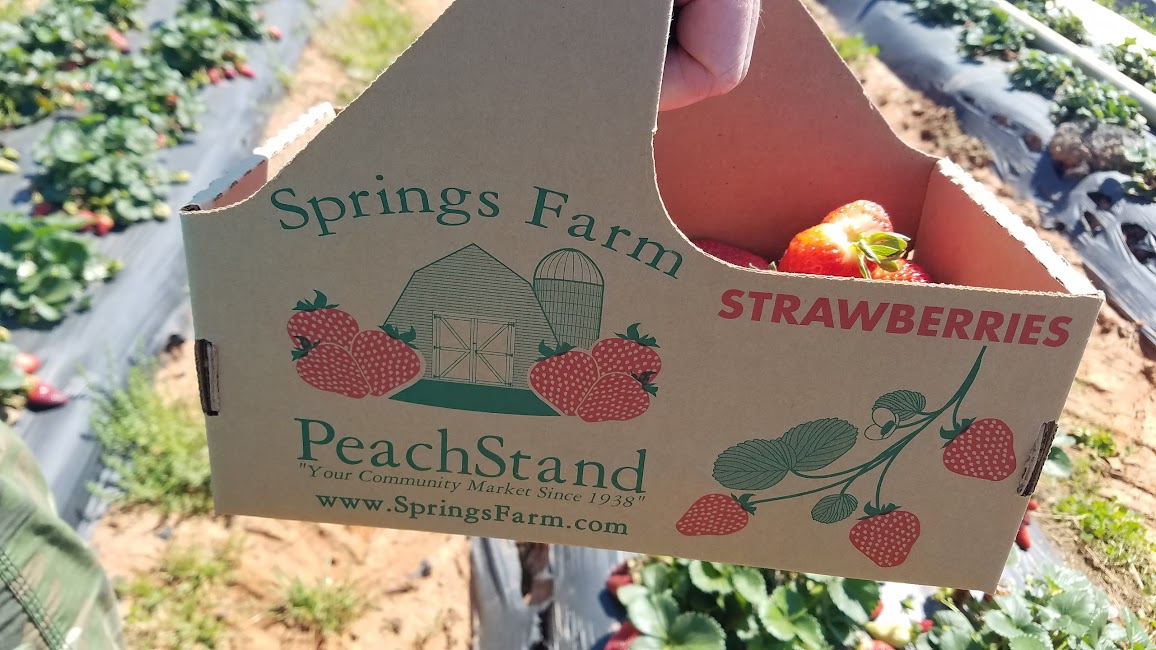 Springs Farm
STRAWBERRIES
PeachStand
"Your Community Market Since 1938"
www.SpringsFarm.com